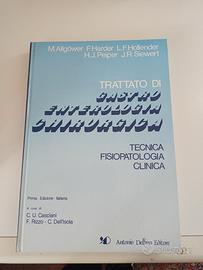 M. Allgöwer F. Harder L.F. Hollender
H.J. Peiper J.R. Siewert
TRATTATO DI
GASTRO
ENTEROLOGIA
CHIRURGICA
TECNICA
FISIOPATOLOGIA
CLINICA
Prima Edizione Italiana
a cura di
C. U. Casciani
F. Rizzo - C. Dell'Isola
Antonio Delfino Editore